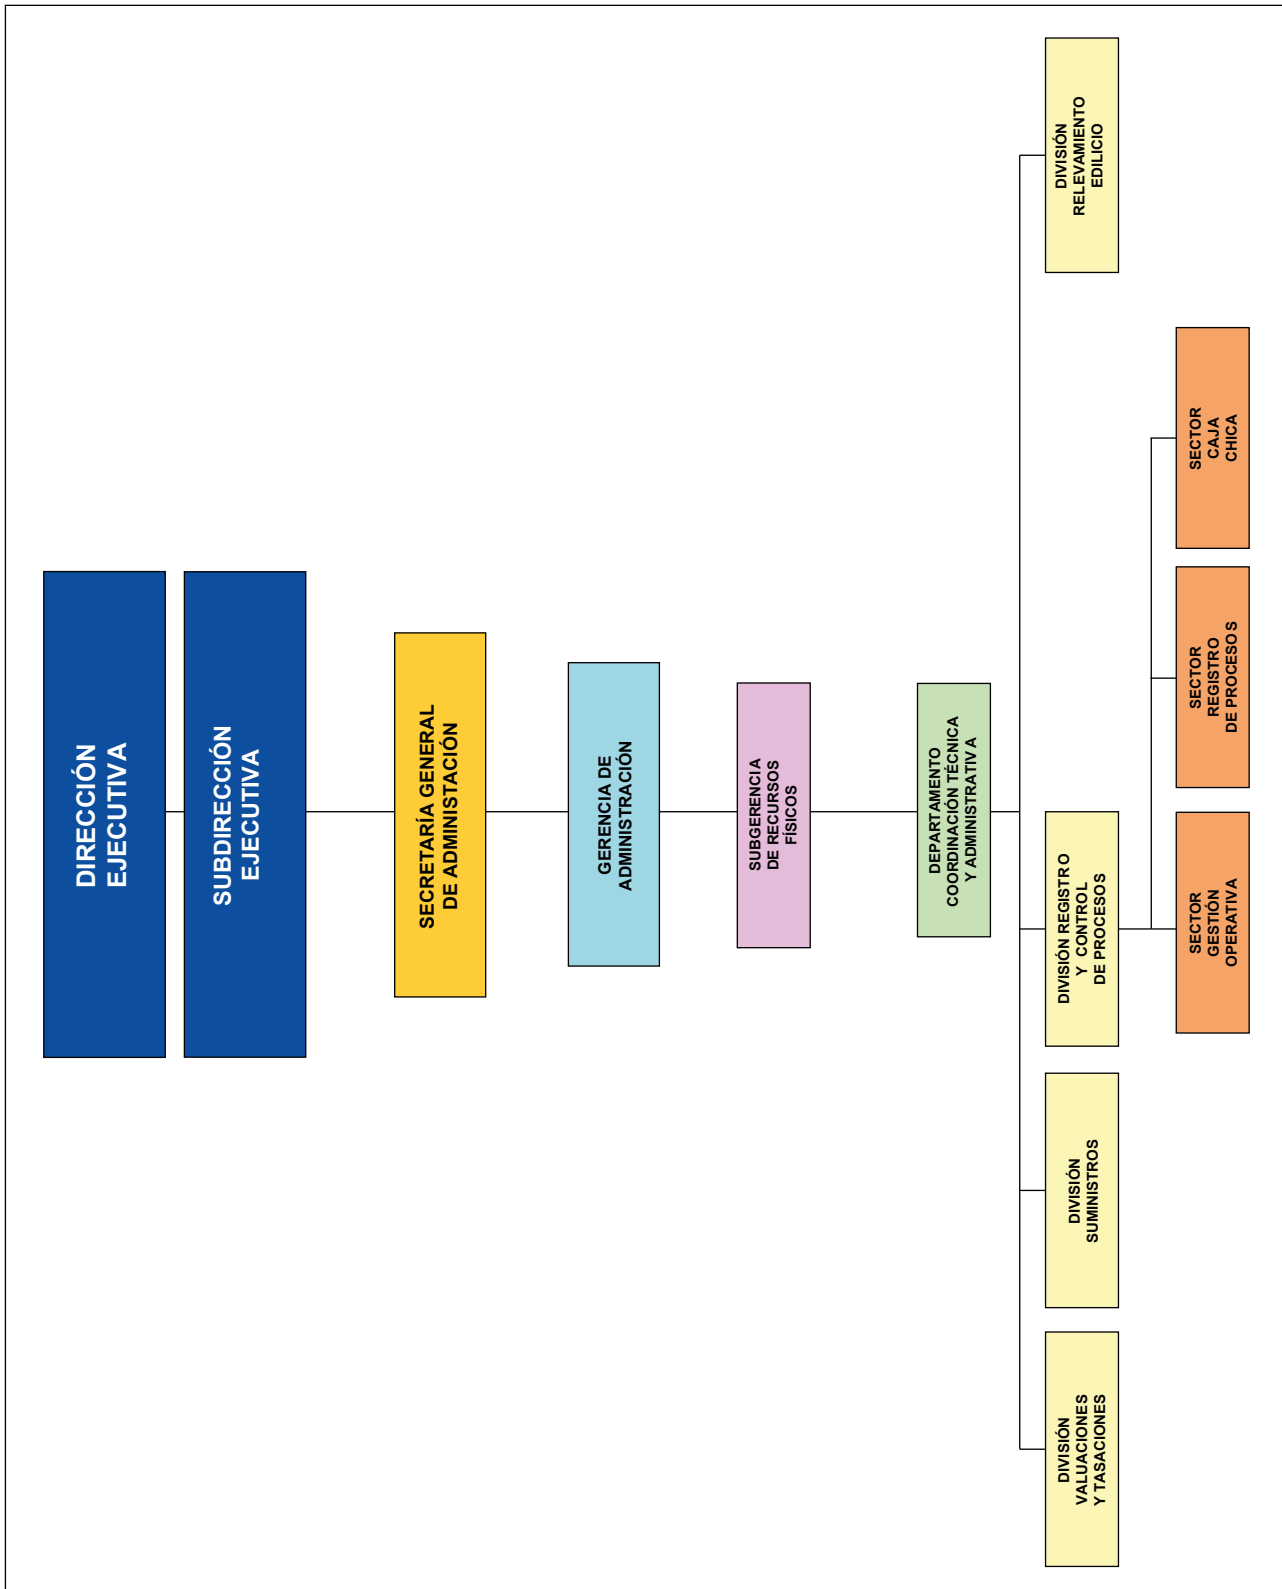 DIRECCIÓN
EJECUTIVA
SUBDIRECCIÓN
EJECUTIVA
SECRETARÍA GENERAL
DE ADMINISTACIÓN
GERENCIA DE
ADMINISTRACIÓN
SUBGERENCIA
DE RECURSOS
FÍSICOS
DEPARTAMENTO
COORDINACIÓN TÉCNICA
Y ADMINISTRATIVA
DIVISIÓN
VALUACIONES
Y TASACIONES
DIVISIÓN
SUMINISTROS
DIVISIÓN REGISTRO
Y CONTROL
DE PROCESOS
DIVISIÓN
RELEVAMIENTO
EDILICIO
SECTOR
GESTIÓN
OPERATIVA
SECTOR
REGISTRO
DE PROCESOS
SECTOR
CAJA
CHICA